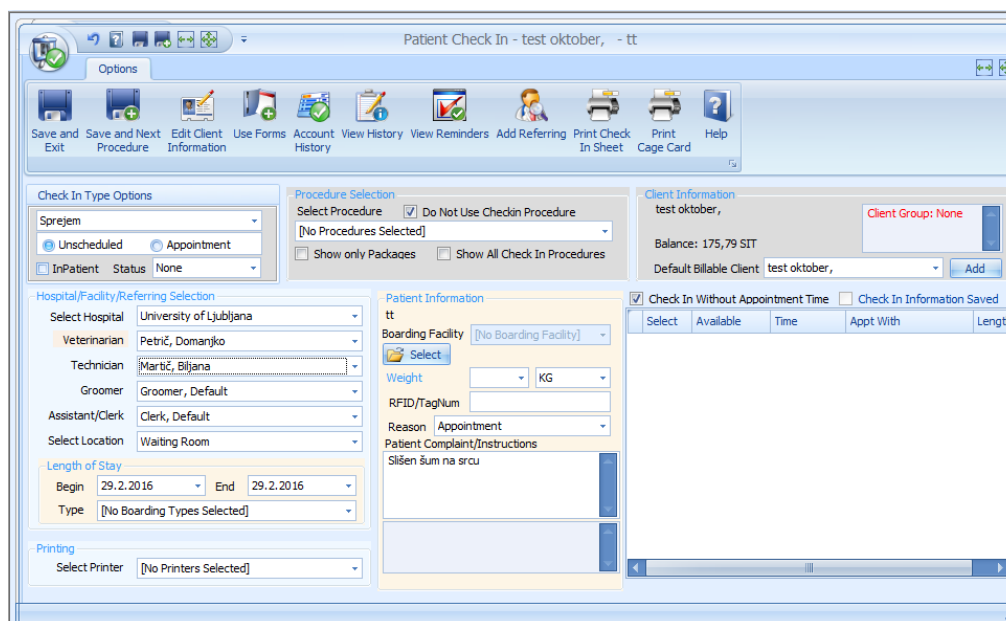 Patient Check In - test oktober,   - tt
Options
Save and Exit
Save and Next Procedure
Edit Client Information
Use Forms
Account History
View History
View Reminders
Add Referring
Print Check In Sheet
Print Cage Card
Help
Check In Type Options
Sprejem
Unscheduled
Appointment
InPatient
Status
None
Procedure Selection
Select Procedure
Do Not Use Checkin Procedure
[No Procedures Selected]
Show only Packages
Show All Check In Procedures
Client Information
test oktober,
Client Group: None
Balance: 175,79 SIT
Default Billable Client
test oktober,
Add
Hospital/Facility/Referring Selection
Select Hospital
University of Ljubljana
Veterinarian
Petrič, Domanjko
Technician
Martič, Biljana
Groomer
Groomer, Default
Assistant/Clerk
Clerk, Default
Select Location
Waiting Room
Length of Stay
Begin
29.2.2016
End
29.2.2016
Type
[No Boarding Types Selected]
Printing
Select Printer
[No Printers Selected]
Patient Information
tt
Boarding Facility
[No Boarding Facility]
Select
Weight
KG
RFID/TagNum
Reason
Appointment
Patient Complaint/Instructions
Slišen šum na srcu
Check In Without Appointment Time
Check In Information Saved
Select
Available
Time
Appt With
Lengt